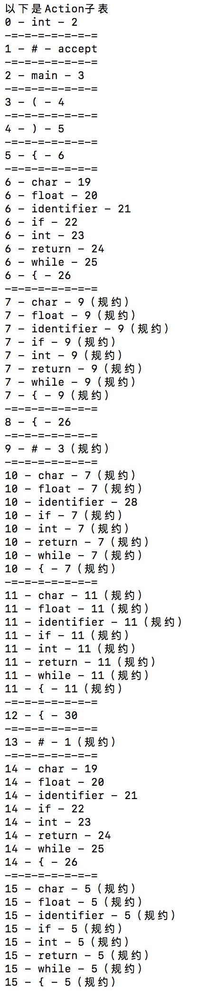 以下是Action子表
0 - int - 2
-=-=-=-=-=-=-=
1 - # - accept
-=-=-=-=-=-=-=
2 - main - 3
-=-=-=-=-=-=-=
3 - ( - 4
-=-=-=-=-=-=-=
4 - ) - 5
-=-=-=-=-=-=-=
5 - { - 6
-=-=-=-=-=-=-=
6 - char - 19
6 - float - 20
6 - identifier - 21
6 - if - 22
6 - int - 23
6 - return - 24
6 - while - 25
6 - { - 26
-=-=-=-=-=-=-=
7 - char - 9（规约）
7 - float - 9（规约）
7 - identifier - 9（规约）
7 - if - 9（规约）
7 - int - 9（规约）
7 - return - 9（规约）
7 - while - 9（规约）
7 - { - 9（规约）
-=-=-=-=-=-=-=
8 - { - 26
-=-=-=-=-=-=-=
9 - # - 3（规约）
-=-=-=-=-=-=-=
10 - char - 7（规约）
10 - float - 7（规约）
10 - identifier - 28
10 - if - 7（规约）
10 - int - 7（规约）
10 - return - 7（规约）
10 - while - 7（规约）
10 - { - 7（规约）
-=-=-=-=-=-=-=
11 - char - 11（规约）
11 - float - 11（规约）
11 - identifier - 11（规约）
11 - if - 11（规约）
11 - int - 11（规约）
11 - return - 11（规约）
11 - while - 11（规约）
11 - { - 11（规约）
-=-=-=-=-=-=-=
12 - { - 30
-=-=-=-=-=-=-=
13 - # - 1（规约）
-=-=-=-=-=-=-=
14 - char - 19
14 - float - 20
14 - identifier - 21
14 - if - 22
14 - int - 23
14 - return - 24
14 - while - 25
14 - { - 26
-=-=-=-=-=-=-=
15 - char - 5（规约）
15 - float - 5（规约）
15 - identifier - 5（规约）
15 - if - 5（规约）
15 - int - 5（规约）
15 - return - 5（规约）
15 - while - 5（规约）
15 - { - 5（规约）